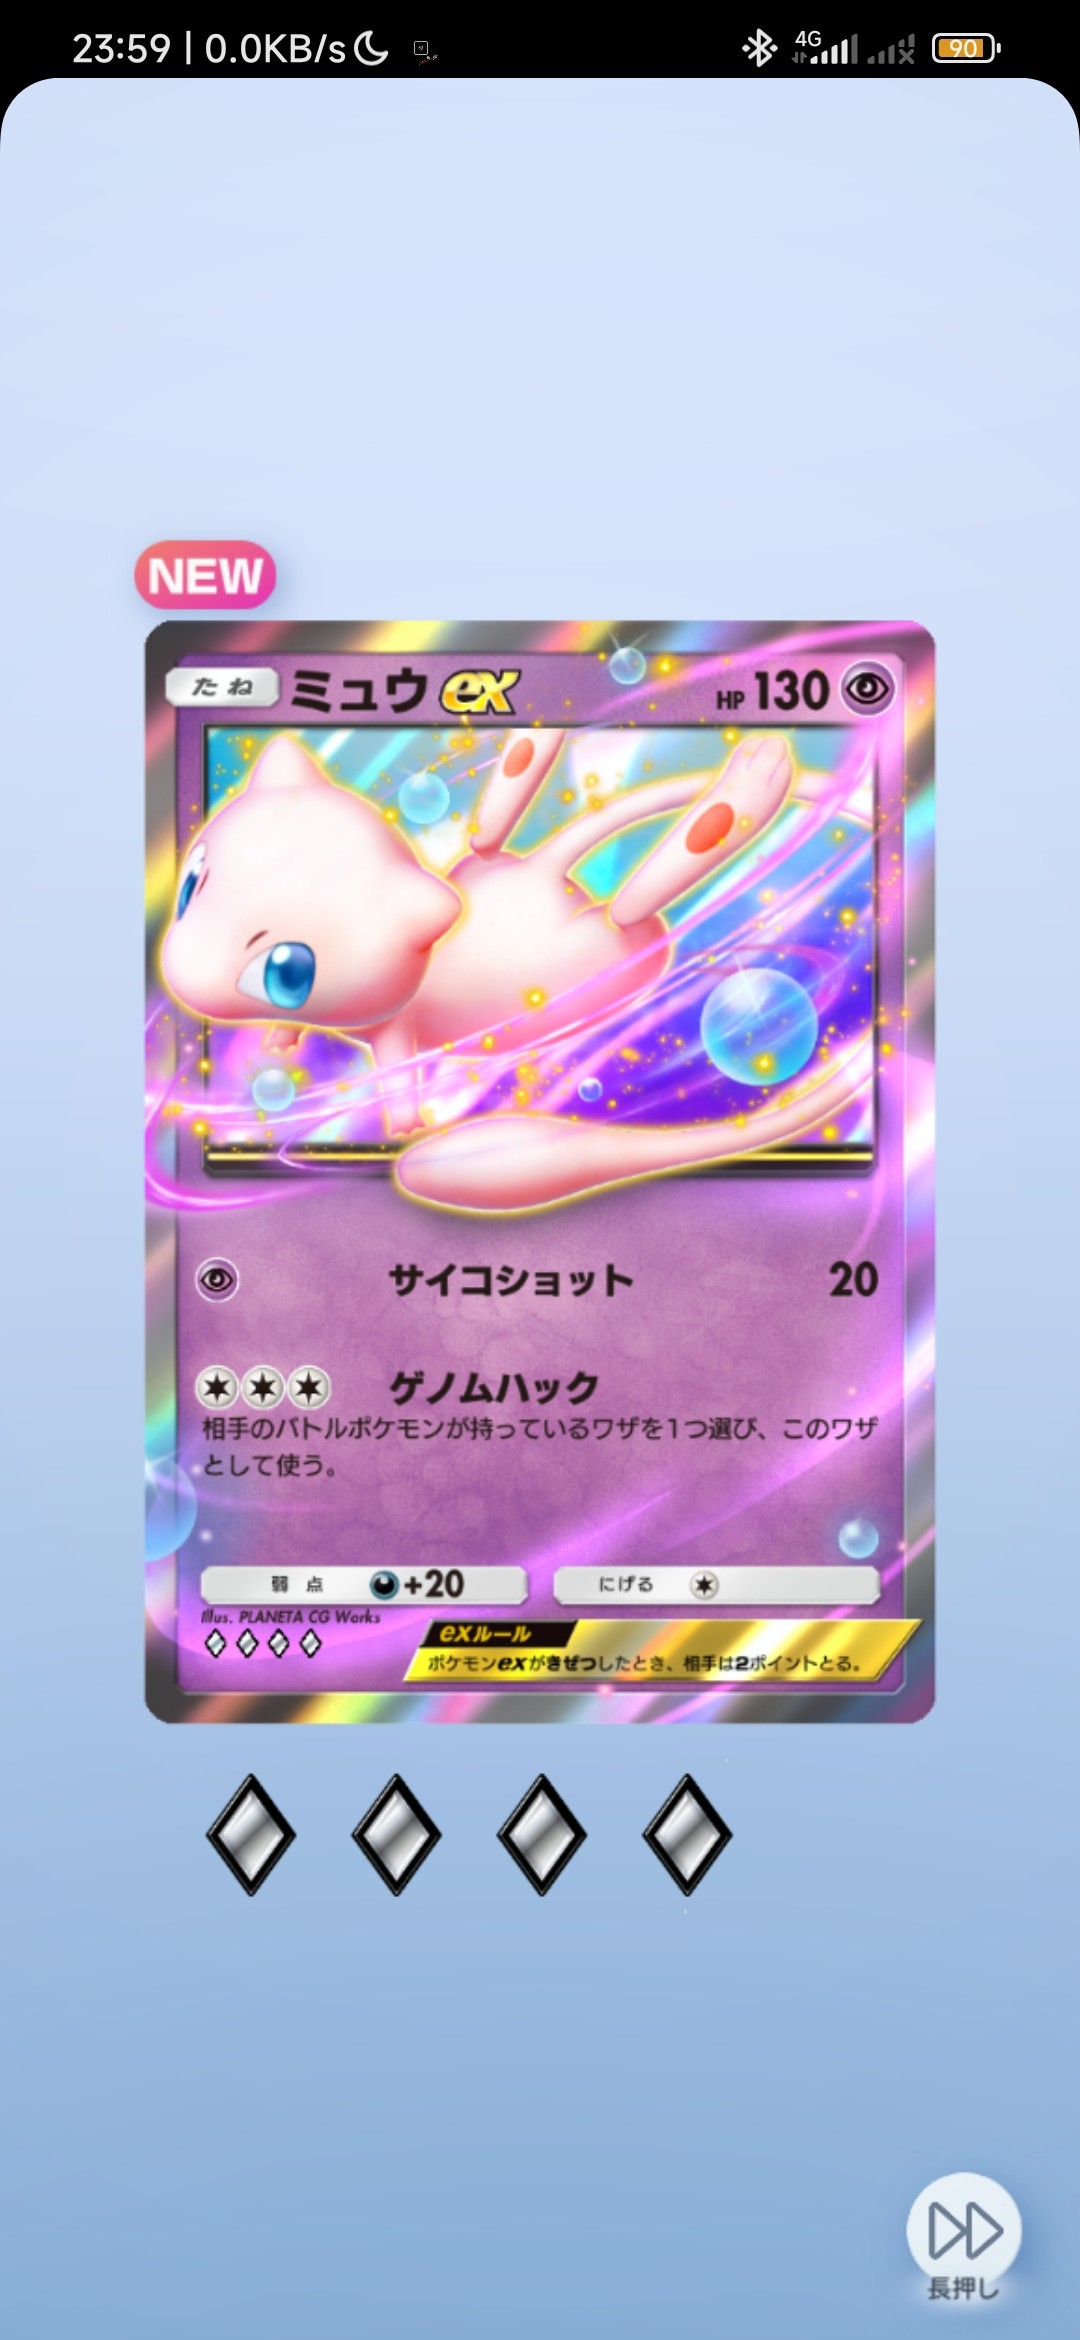 23:59 | 0.0KB/s
4G
90
NEW
たね ミュウex HP 130
サイコショット 20
ゲノムハック
相手のバトルポケモンが持っているワザを1つ選び、このワザ
として使う。
弱点 +20 にげる
Illus. PLANETA CG Works
exルール
ポケモンexがきぜつしたとき、相手は2ポイントとる。
長押し